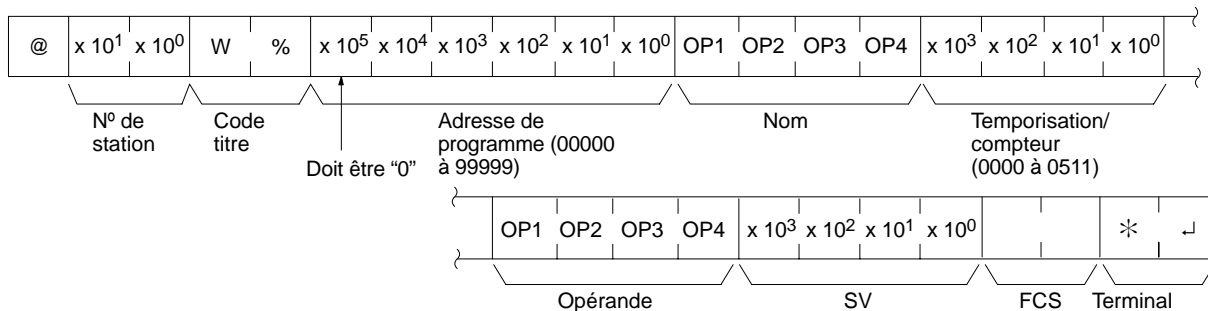 @ x 10¹ x 10⁰ W % x 10⁵ x 10⁴ x 10³ x 10² x 10¹ x 10⁰ OP1 OP2 OP3 OP4 x 10³ x 10² x 10¹ x 10⁰
Nº de
station
Code
titre
Doit être “0”
Adresse de
programme (00000
à 99999)
Nom
Temporisation/
compteur
(0000 à 0511)
OP1 OP2 OP3 OP4 x 10³ x 10² x 10¹ x 10⁰ * ↵
Opérande SV FCS Terminal